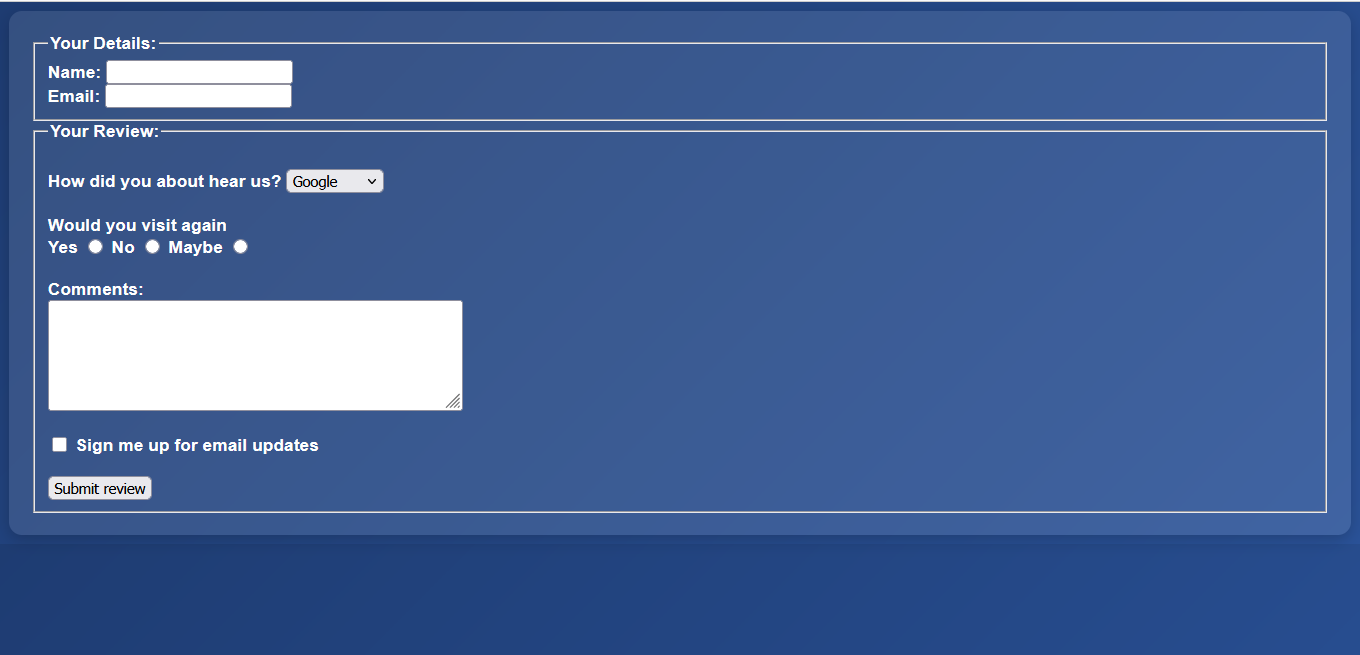 Your Details:
Name:
Email:
Your Review:
How did you about hear us? Google
Would you visit again
Yes No Maybe
Comments:
Sign me up for email updates
Submit review